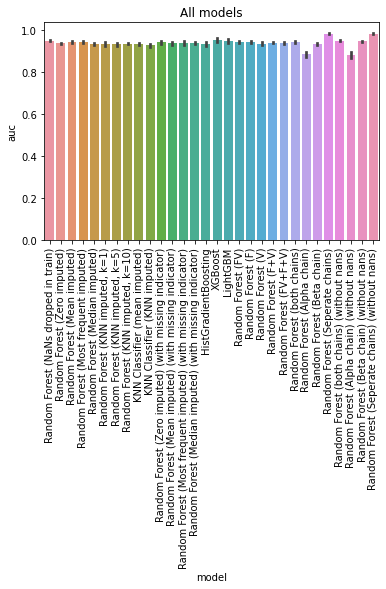 All models
auc
1.0
0.8
0.6
0.4
0.2
0.0
Random Forest (NaNs dropped in train)
Random Forest (Zero imputed)
Random Forest (Mean imputed)
Random Forest (Most frequent imputed)
Random Forest (Median imputed)
Random Forest (KNN imputed, k=1)
Random Forest (KNN imputed, k=5)
Random Forest (KNN imputed, k=10)
KNN Classifier (mean imputed)
KNN Classifier (KNN imputed)
Random Forest (Zero imputed) (with missing indicator)
Random Forest (Mean imputed) (with missing indicator)
Random Forest (Most frequent imputed) (with missing indicator)
Random Forest (Median imputed) (with missing indicator)
HistGradientBoosting
XGBoost
LightGBM
Random Forest (FV)
Random Forest (F)
Random Forest (V)
Random Forest (F+V)
Random Forest (FV+F+V)
Random Forest (both chains)
Random Forest (Alpha chain)
Random Forest (Beta chain)
Random Forest (Seperate chains)
Random Forest (both chains) (without nans)
Random Forest (Alpha chain) (without nans)
Random Forest (Beta chain) (without nans)
Random Forest (Seperate chains) (without nans)
model